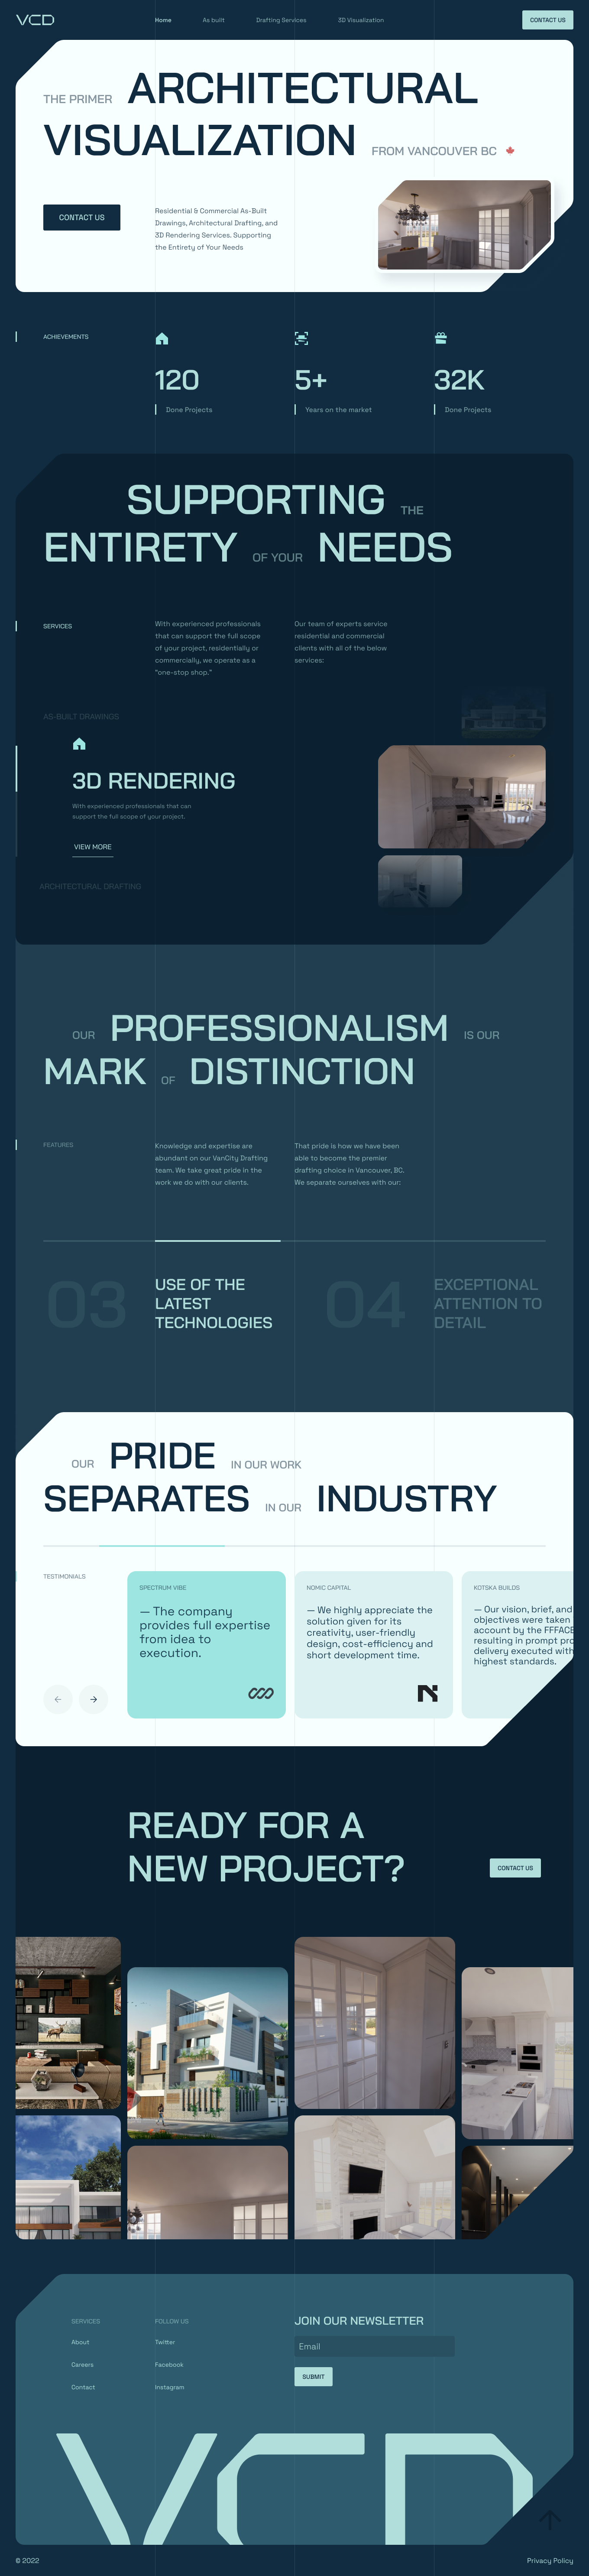 VCD
Home
As built
Drafting Services
3D Visualization
CONTACT US
THE PRIMER ARCHITECTURAL
VISUALIZATION FROM VANCOUVER BC
CONTACT US
Residential & Commercial As-Built
Drawings, Architectural Drafting, and
3D Rendering Services. Supporting
the Entirety of Your Needs
ACHIEVEMENTS
120
Done Projects
5+
Years on the market
32K
Done Projects
SUPPORTING THE
ENTIRETY OF YOUR NEEDS
SERVICES
With experienced professionals
that can support the full scope
of your project, residentially or
commercially, we operate as a
"one-stop shop."
Our team of experts service
residential and commercial
clients with all of the below
services:
AS-BUILT DRAWINGS
3D RENDERING
With experienced professionals that can
support the full scope of your project.
VIEW MORE
ARCHITECTURAL DRAFTING
OUR PROFESSIONALISM IS OUR
MARK OF DISTINCTION
FEATURES
Knowledge and expertise are
abundant on our VanCity Drafting
team. We take great pride in the
work we do with our clients.
That pride is how we have been
able to become the premier
drafting choice in Vancouver, BC.
We separate ourselves with our:
03
USE OF THE
LATEST
TECHNOLOGIES
04
EXCEPTIONAL
ATTENTION TO
DETAIL
OUR PRIDE IN OUR WORK
SEPARATES IN OUR INDUSTRY
TESTIMONIALS
SPECTRUM VIBE
— The company
provides full expertise
from idea to
execution.
NOMIC CAPITAL
— We highly appreciate the
solution given for its
creativity, user-friendly
design, cost-efficiency and
short development time.
KOTSKA BUILDS
— Our vision, brief, and
objectives were taken
account by the FFFACE
resulting in prompt pro
delivery executed with
highest standards.
READY FOR A
NEW PROJECT?
CONTACT US
SERVICES
About
Careers
Contact
FOLLOW US
Twitter
Facebook
Instagram
JOIN OUR NEWSLETTER
Email
SUBMIT
VCD
© 2022
Privacy Policy